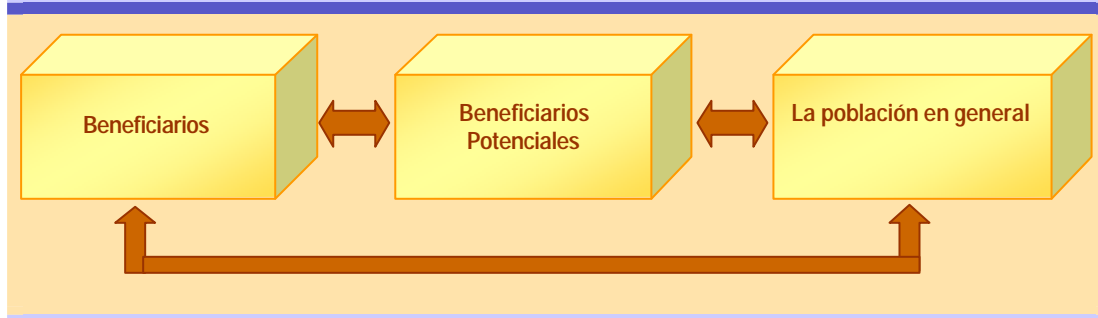 Beneficiarios
Beneficiarios
Potenciales
La población en general